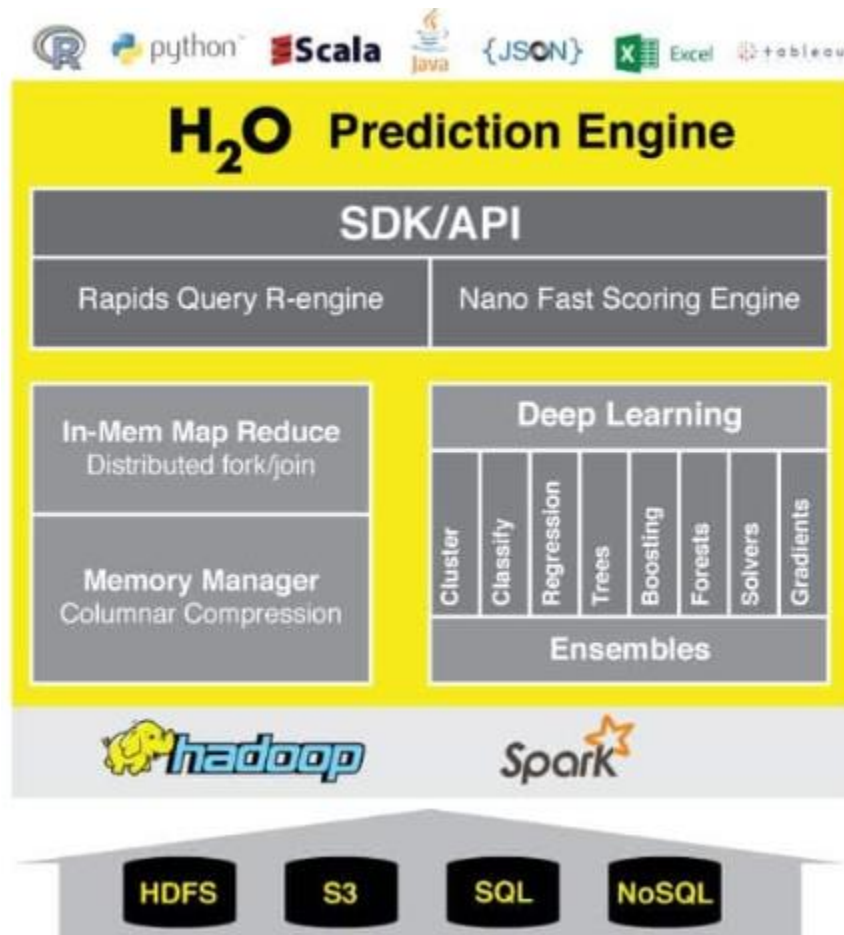 R python Scala Java {JSON} Excel +ableau
H₂O Prediction Engine
SDK/API
Rapids Query R-engine
Nano Fast Scoring Engine
In-Mem Map Reduce
Distributed fork/join
Memory Manager
Columnar Compression
Deep Learning
Cluster
Classify
Regression
Trees
Boosting
Forests
Solvers
Gradients
Ensembles
hadoop
Spark
HDFS
S3
SQL
NoSQL